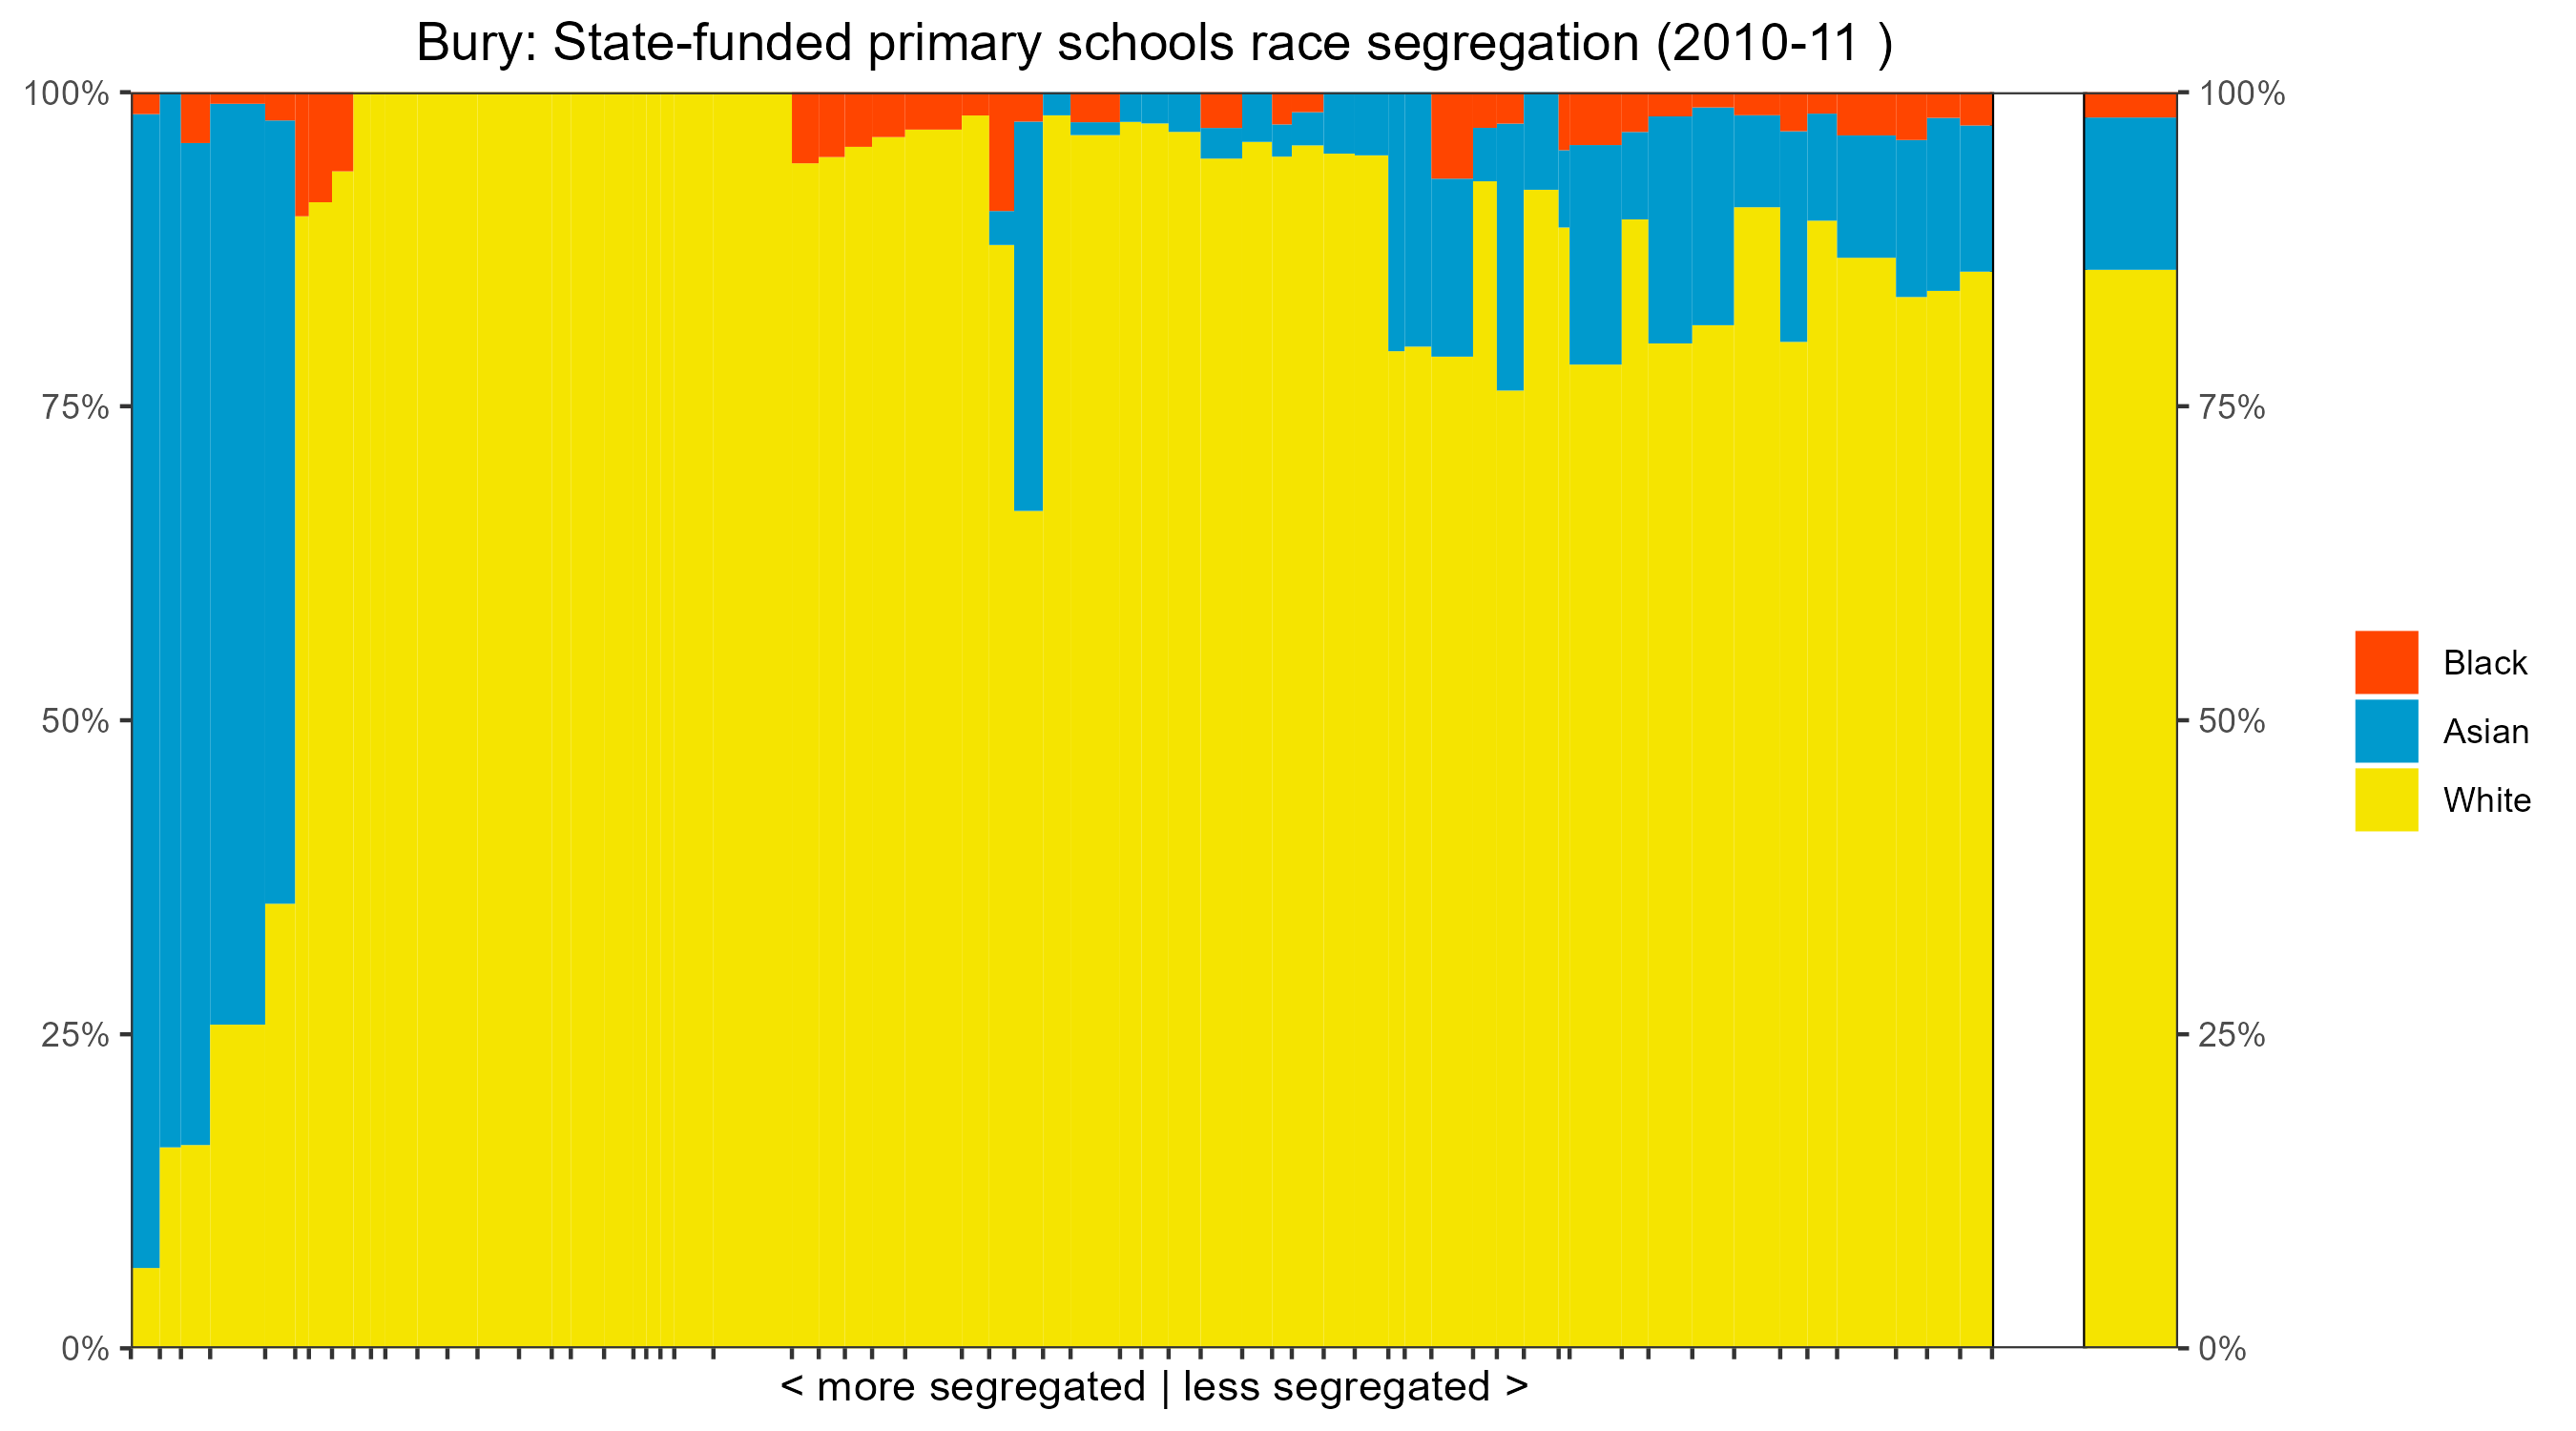 Bury: State-funded primary schools race segregation (2010-11 )
100%
75%
50%
25%
0%
100%
75%
50%
25%
0%
Black
Asian
White
< more segregated | less segregated >